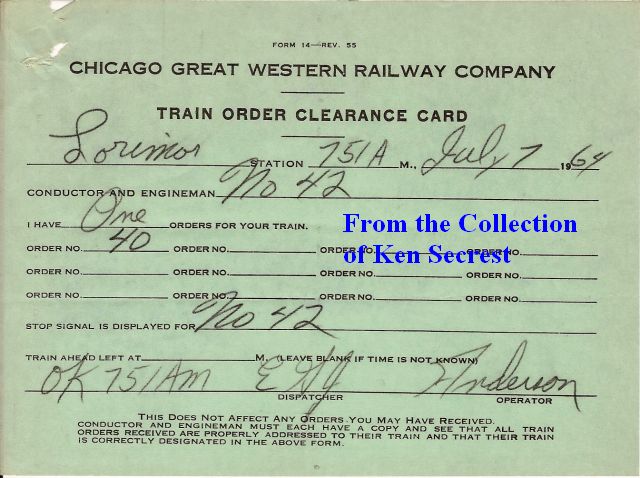 FORM 14—REV. 55
CHICAGO GREAT WESTERN RAILWAY COMPANY
TRAIN ORDER CLEARANCE CARD
Lorimor STATION 751A M., July 7 1964
CONDUCTOR AND ENGINEMAN No 42
I HAVE One ORDERS FOR YOUR TRAIN.
ORDER NO. 40 ORDER NO. ORDER NO. ORDER NO.
ORDER NO. ORDER NO. ORDER NO. ORDER NO.
ORDER NO. ORDER NO. ORDER NO. ORDER NO.
From the Collection
of Ken Secrest
STOP SIGNAL IS DISPLAYED FOR No 42
TRAIN AHEAD LEFT AT M. (LEAVE BLANK IF TIME IS NOT KNOWN)
OK 751AM Anderson
DISPATCHER OPERATOR
THIS DOES NOT AFFECT ANY ORDERS YOU MAY HAVE RECEIVED.
CONDUCTOR AND ENGINEMAN MUST EACH HAVE A COPY AND SEE THAT ALL TRAIN
ORDERS RECEIVED ARE PROPERLY ADDRESSED TO THEIR TRAIN AND THAT THEIR TRAIN
IS CORRECTLY DESIGNATED IN THE ABOVE FORM.